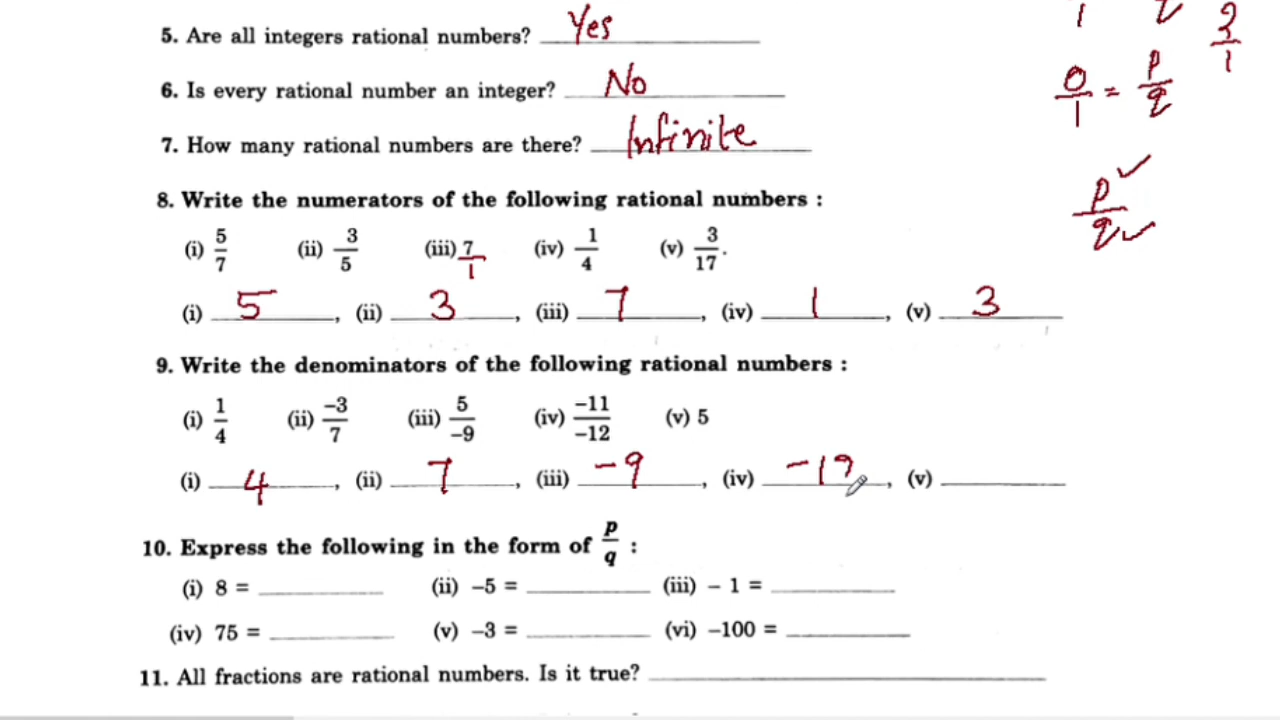 1 2 2/1
5. Are all integers rational numbers? Yes
6. Is every rational number an integer? No
0/1 = p/q
7. How many rational numbers are there? Infinite
8. Write the numerators of the following rational numbers :
p/q
(i) 5/7 (ii) 3/5 (iii) 7/1 (iv) 1/4 (v) 3/17.
(i) 5, (ii) 3, (iii) 7, (iv) 1, (v) 3
9. Write the denominators of the following rational numbers :
(i) 1/4 (ii) -3/7 (iii) 5/-9 (iv) -11/-12 (v) 5
(i) 4, (ii) 7, (iii) -9, (iv) -12, (v)
10. Express the following in the form of p/q :
(i) 8 = (ii) -5 = (iii) - 1 =
(iv) 75 = (v) -3 = (vi) -100 =
11. All fractions are rational numbers. Is it true?